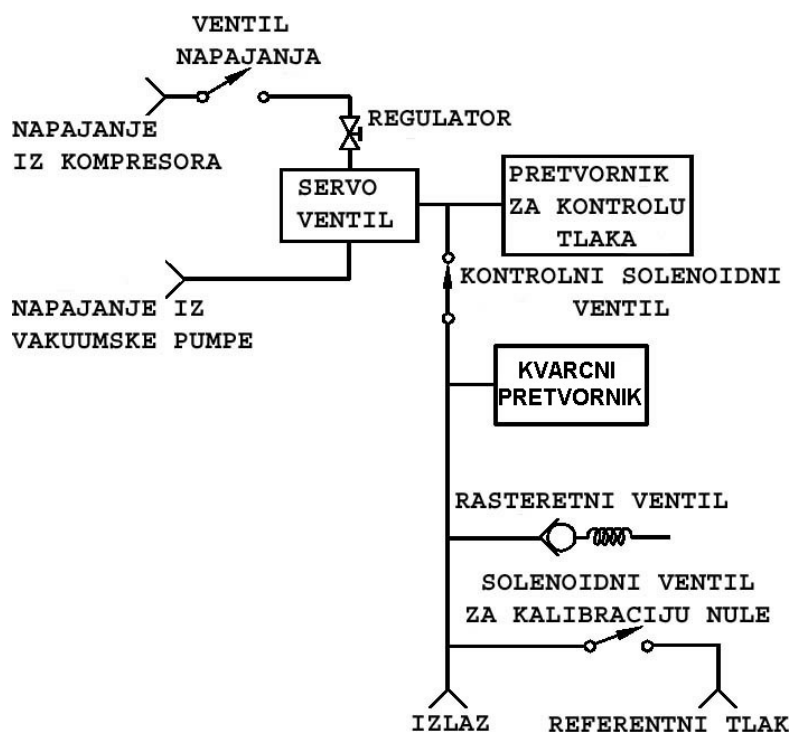 VENTIL
NAPAJANJA
NAPAJANJE
IZ KOMPRESORA
REGULATOR
SERVO
VENTIL
PRETVORNIK
ZA KONTROLU
TLAKA
NAPAJANJE IZ
VAKUUMSKE PUMPE
KONTROLNI SOLENOIDNI
VENTIL
KVARCNI
PRETVORNIK
RASTERETNI VENTIL
SOLENOIDNI VENTIL
ZA KALIBRACIJU NULE
IZLAZ
REFERENTNI TLAK